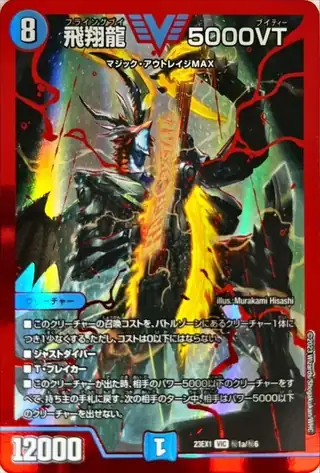 8
フライング ブイ
飛翔龍
ブイティー
5000VT
マジック・アウトレイジMAX
illus. Murakami Hisashi
クリーチャー
■このクリーチャーの召喚コストを、バトルゾーンにあるクリーチャー1体に
つき1少なくする。ただし、コストは0以下にはならない。
■ジャストダイバー
■T・ブレイカー
■このクリーチャーが出た時、相手のパワー5000以下のクリーチャーをす
べて、持ち主の手札に戻す。次の相手のターン中、相手はパワー5000以下
のクリーチャーを出せない。
12000
1
23EX1 VIC